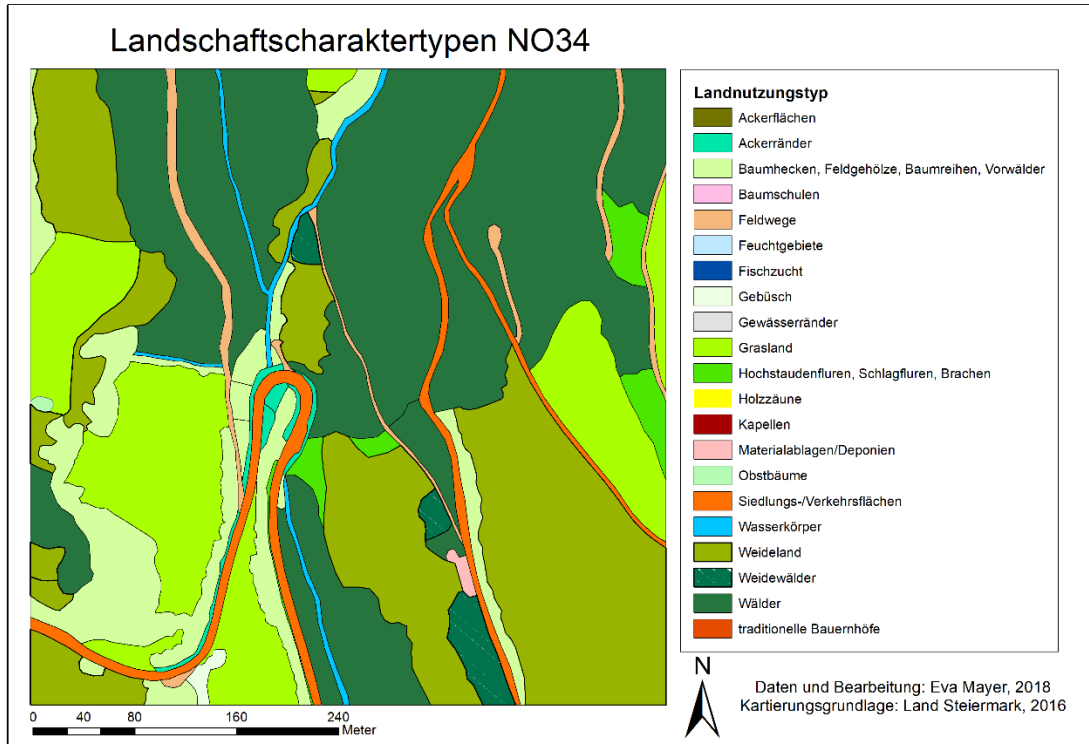 Landschaftscharaktertypen NO34
Landnutzungstyp
Ackerflächen
Ackerränder
Baumhecken, Feldgehölze, Baumreihen, Vorwälder
Baumschulen
Feldwege
Feuchtgebiete
Fischzucht
Gebüsch
Gewässerränder
Grasland
Hochstaudenfluren, Schlagfluren, Brachen
Holzzäune
Kapellen
Materialablagen/Deponien
Obstbäume
Siedlungs-/Verkehrsflächen
Wasserkörper
Weideland
Weidewälder
Wälder
traditionelle Bauernhöfe
0 40 80 160 240
Meter
N
Daten und Bearbeitung: Eva Mayer, 2018
Kartierungsgrundlage: Land Steiermark, 2016